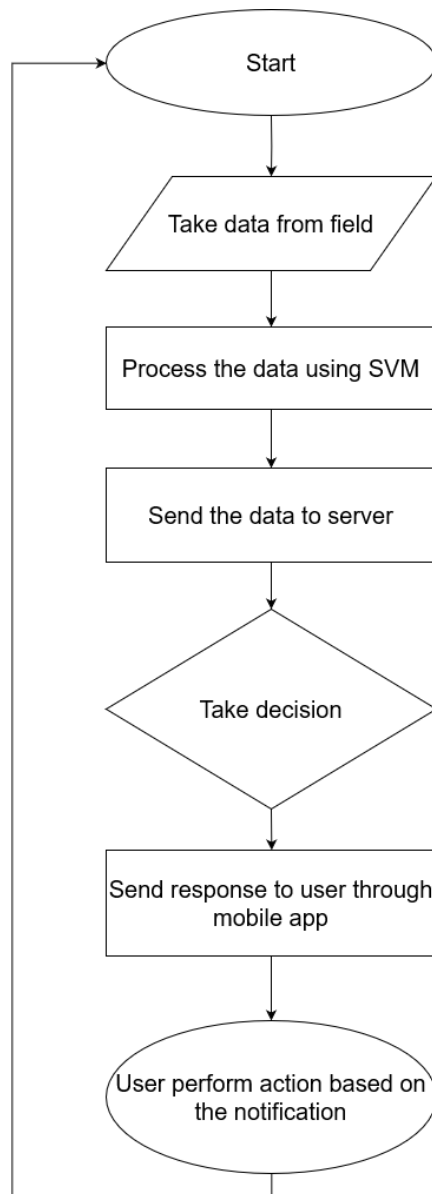 Start
Take data from field
Process the data using SVM
Send the data to server
Take decision
Send response to user through
mobile app
User perform action based on
the notification